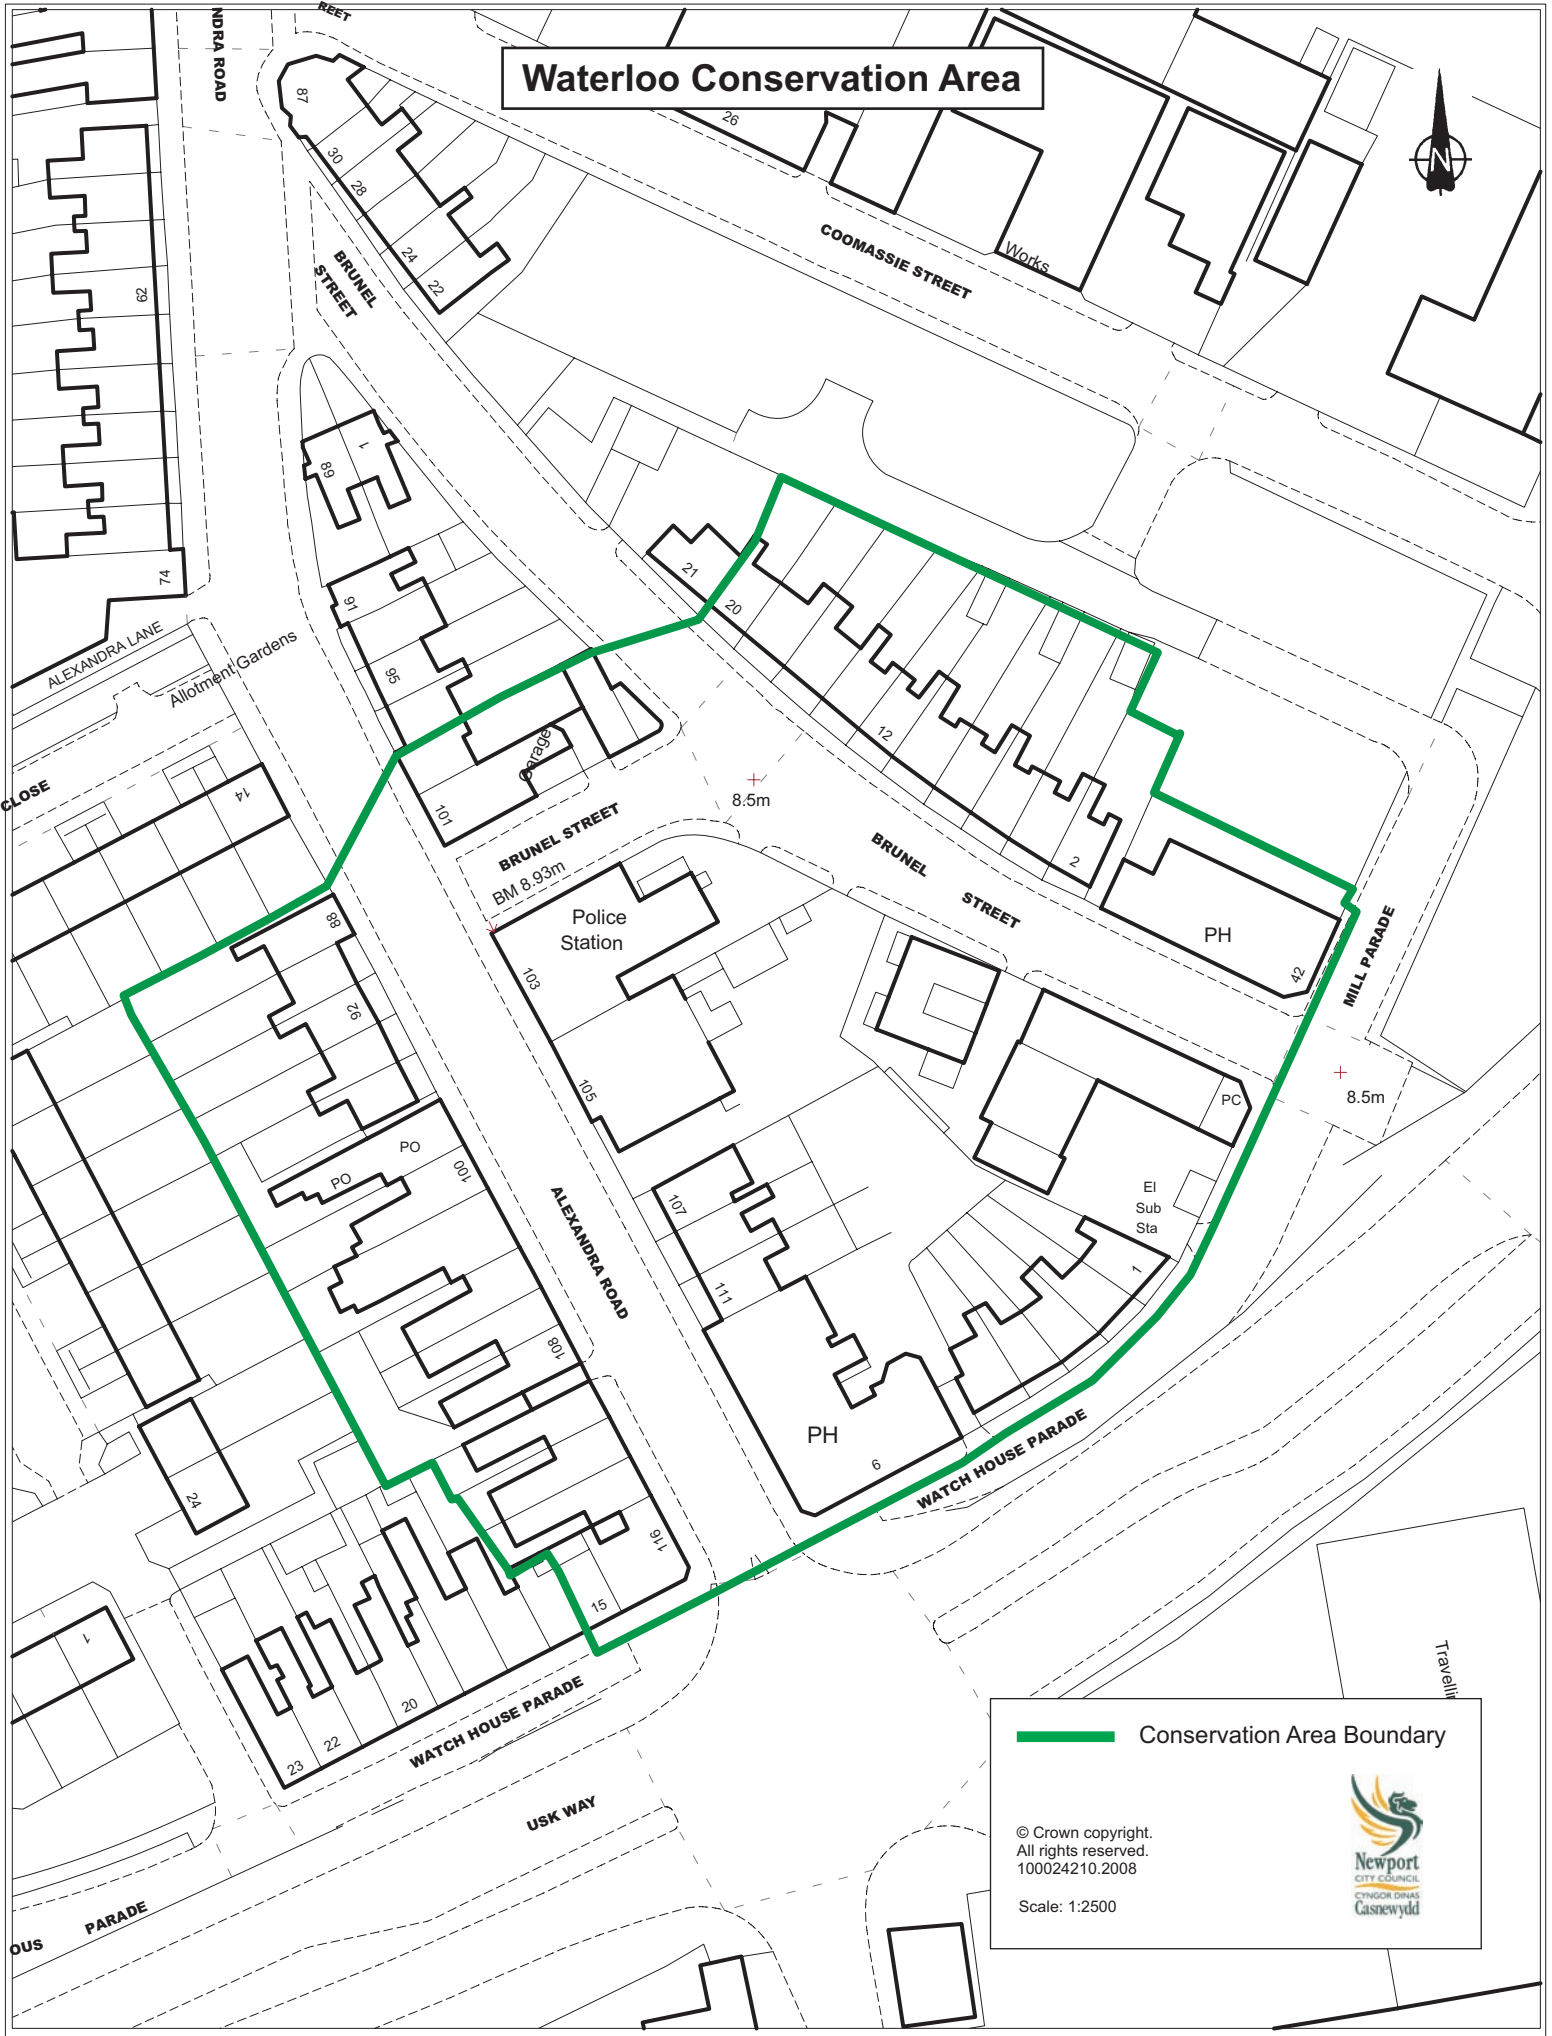 NDRA ROAD
REET
Waterloo Conservation Area
87
30
28
24
22
26
N
COOMASSIE STREET
Works
BRUNEL
STREET
62
74
1
89
91
95
21
20
12
2
ALEXANDRA LANE
Allotment Gardens
CLOSE
14
Garage
101
8.5m
BRUNEL STREET
BM 8.93m
BRUNEL
STREET
Police
Station
PH
42
MILL PARADE
88
92
103
105
PC
8.5m
PO
PO
100
107
111
El
Sub
Sta
1
ALEXANDRA ROAD
108
PH
6
WATCH HOUSE PARADE
24
116
15
1
20
22
23
WATCH HOUSE PARADE
USK WAY
OUS PARADE
Travelli
Conservation Area Boundary
© Crown copyright.
All rights reserved.
100024210.2008
Scale: 1:2500
Newport
CITY COUNCIL
CYNGOR DINAS
Casnewydd